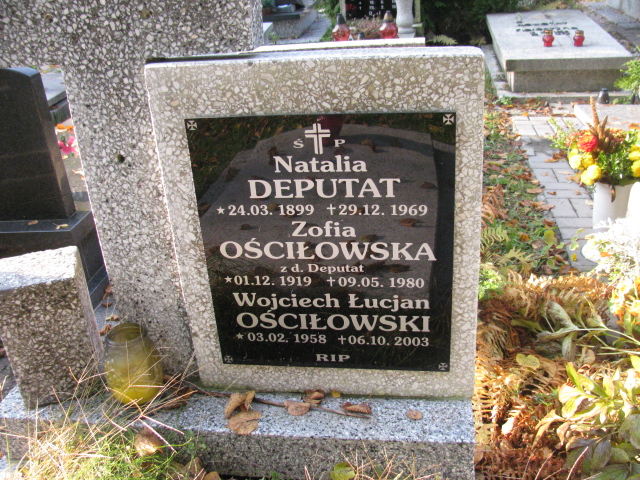 Ś P
Natalia
DEPUTAT
★24.03.1899 +29.12.1969
Zofia
OŚCIŁOWSKA
z d. Deputat
★01.12.1919 +09.05.1980
Wojciech Łucjan
OŚCIŁOWSKI
★03.02.1958 +06.10.2003
RIP